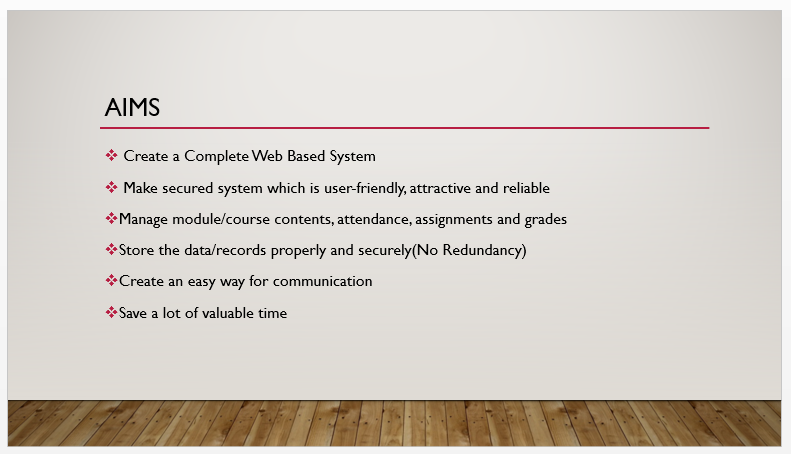 AIMS
❖ Create a Complete Web Based System
❖ Make secured system which is user-friendly, attractive and reliable
❖Manage module/course contents, attendance, assignments and grades
❖Store the data/records properly and securely(No Redundancy)
❖Create an easy way for communication
❖Save a lot of valuable time